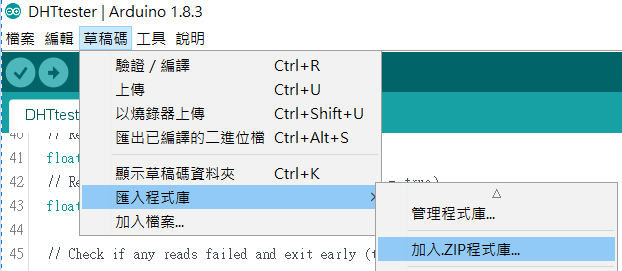 DHTtester | Arduino 1.8.3
檔案 編輯 草稿碼 工具 說明
驗證 / 編譯 Ctrl+R
上傳 Ctrl+U
以燒錄器上傳 Ctrl+Shift+U
匯出已編譯的二進位檔 Ctrl+Alt+S
顯示草稿碼資料夾 Ctrl+K
匯入程式庫
加入檔案...
管理程式庫...
加入.ZIP程式庫...
DHTtest
40 // Re
41 float
42 // Re = true)
43 float
44
45 // Check if any reads failed and exit early (t